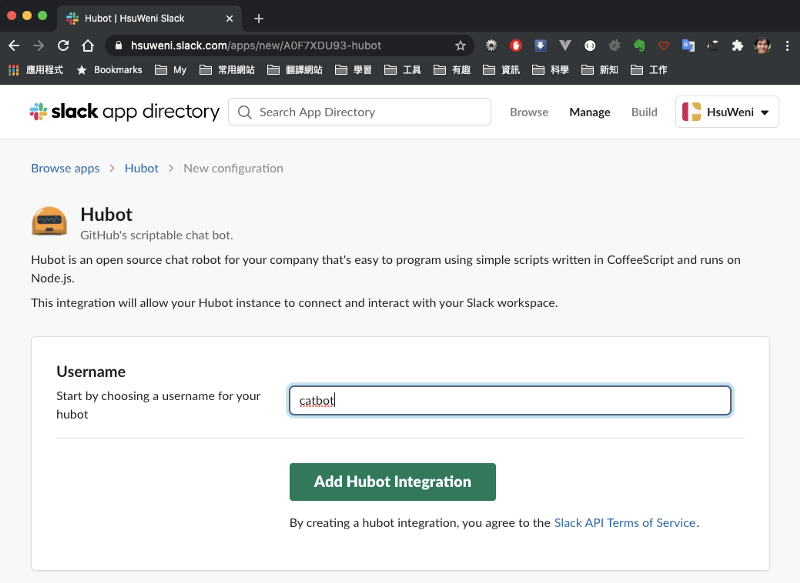 Hubot | HsuWeni Slack
hsuweni.slack.com/apps/new/A0F7XDU93-hubot
應用程式 Bookmarks My 常用網站 翻譯網站 學習 工具 有趣 資訊 科學 新知 工作
slack app directory Search App Directory Browse Manage Build HsuWeni
Browse apps > Hubot > New configuration
Hubot
GitHub's scriptable chat bot.
Hubot is an open source chat robot for your company that's easy to program using simple scripts written in CoffeeScript and runs on
Node.js.
This integration will allow your Hubot instance to connect and interact with your Slack workspace.
Username
Start by choosing a username for your
hubot
catbot
Add Hubot Integration
By creating a hubot integration, you agree to the Slack API Terms of Service.